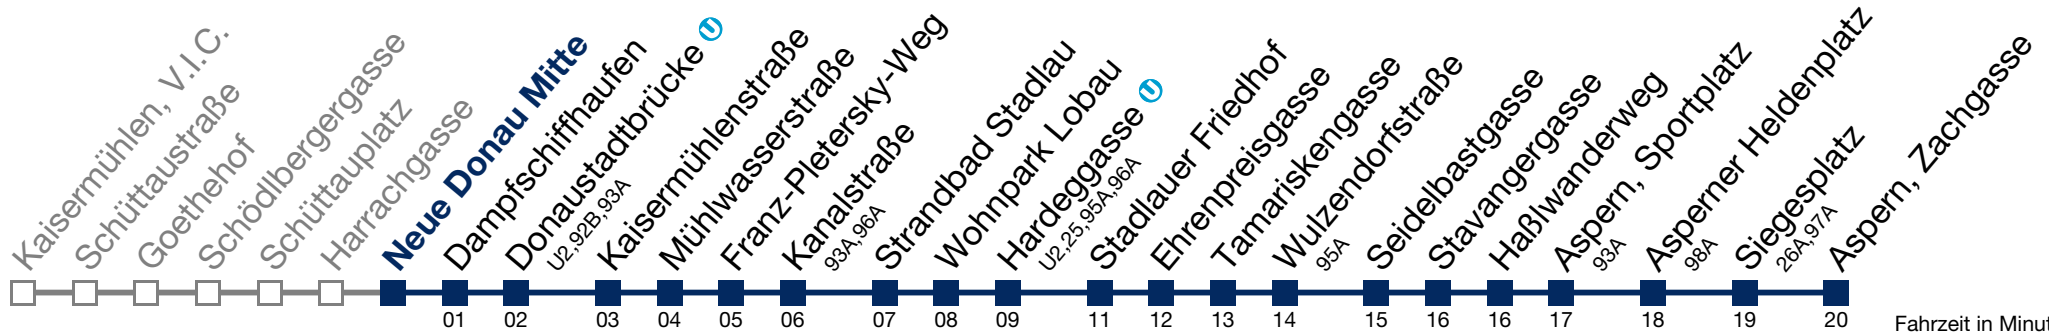 Kaisermühlen, V.I.C.
Schüttaustraße
Goethehof
Schödlbergergasse
Schüttauplatz
Harrachgasse
Neue Donau Mitte
Dampfschiffhaufen
01
Donaustadtbrücke U
U2,92B,93A
02
Kaisermühlenstraße
03
Mühlwasserstraße
04
Franz-Pletersky-Weg
05
Kanalstraße
93A,96A
06
Strandbad Stadlau
07
Wohnpark Lobau
08
Hardeggasse U
U2,25,95A,96A
09
Stadlauer Friedhof
11
Ehrenpreisgasse
12
Tamariskengasse
13
Wulzendorfstraße
95A
14
Seidelbastgasse
15
Stavangergasse
16
Haßlwanderweg
16
Aspern, Sportplatz
93A
17
Asperner Heldenplatz
98A
18
Siegesplatz
26A,97A
19
Aspern, Zachgasse
20
Fahrzeit in Minut